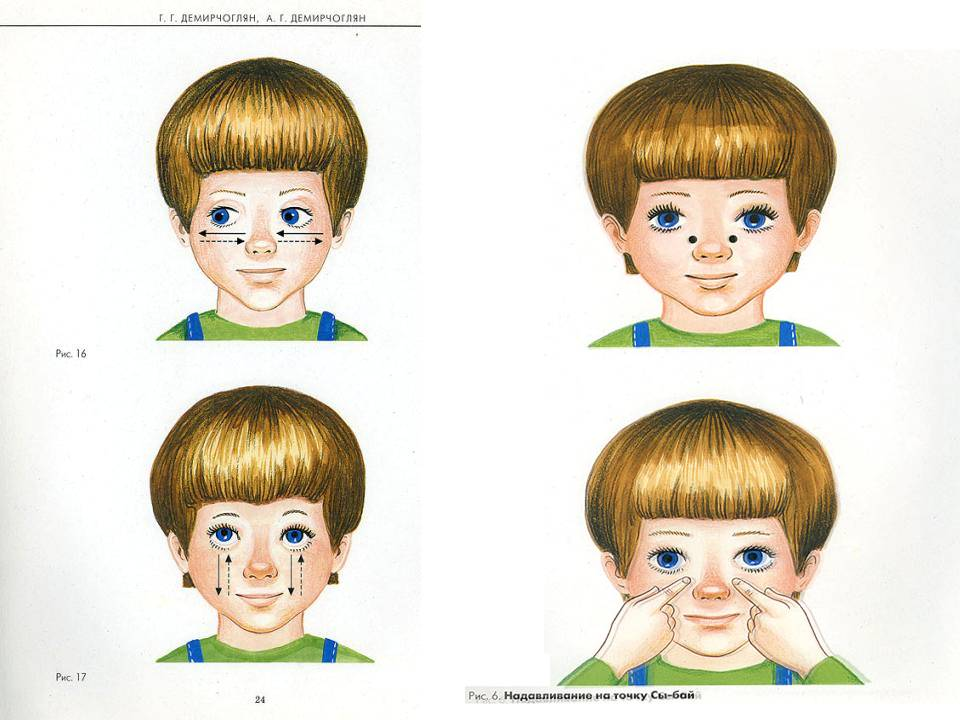 Г. Г. ДЕМИРЧОГЛЯН, А. Г. ДЕМИРЧОГЛЯН
Рис. 16
Рис. 17
24
Рис. 6. Надавливание на точку Сы-бай